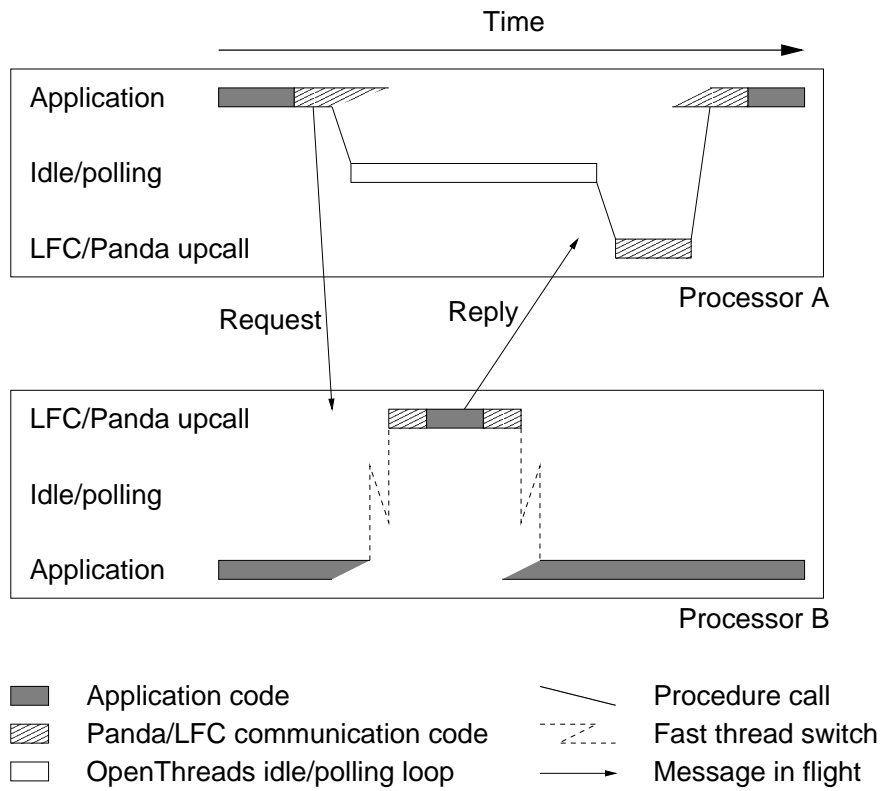 Time
Application
Idle/polling
LFC/Panda upcall
Processor A
Request
Reply
LFC/Panda upcall
Idle/polling
Application
Processor B
Application code
Panda/LFC communication code
OpenThreads idle/polling loop
Procedure call
Fast thread switch
Message in flight